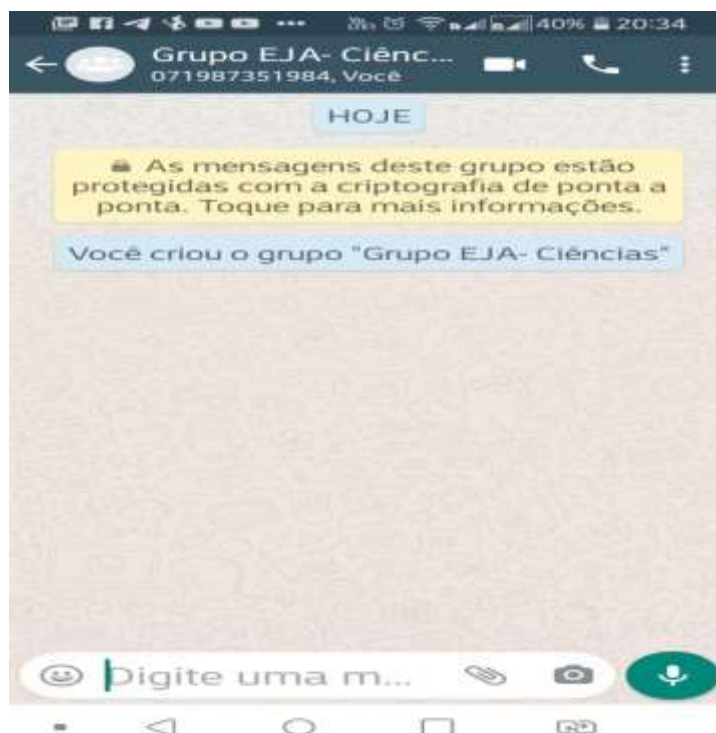 40% 20:34
Grupo EJA- Ciênc...
071987351984, Você
HOJE
As mensagens deste grupo estão
protegidas com a criptografia de ponta a
ponta. Toque para mais informações.
Você criou o grupo "Grupo EJA- Ciências"
Digite uma m...